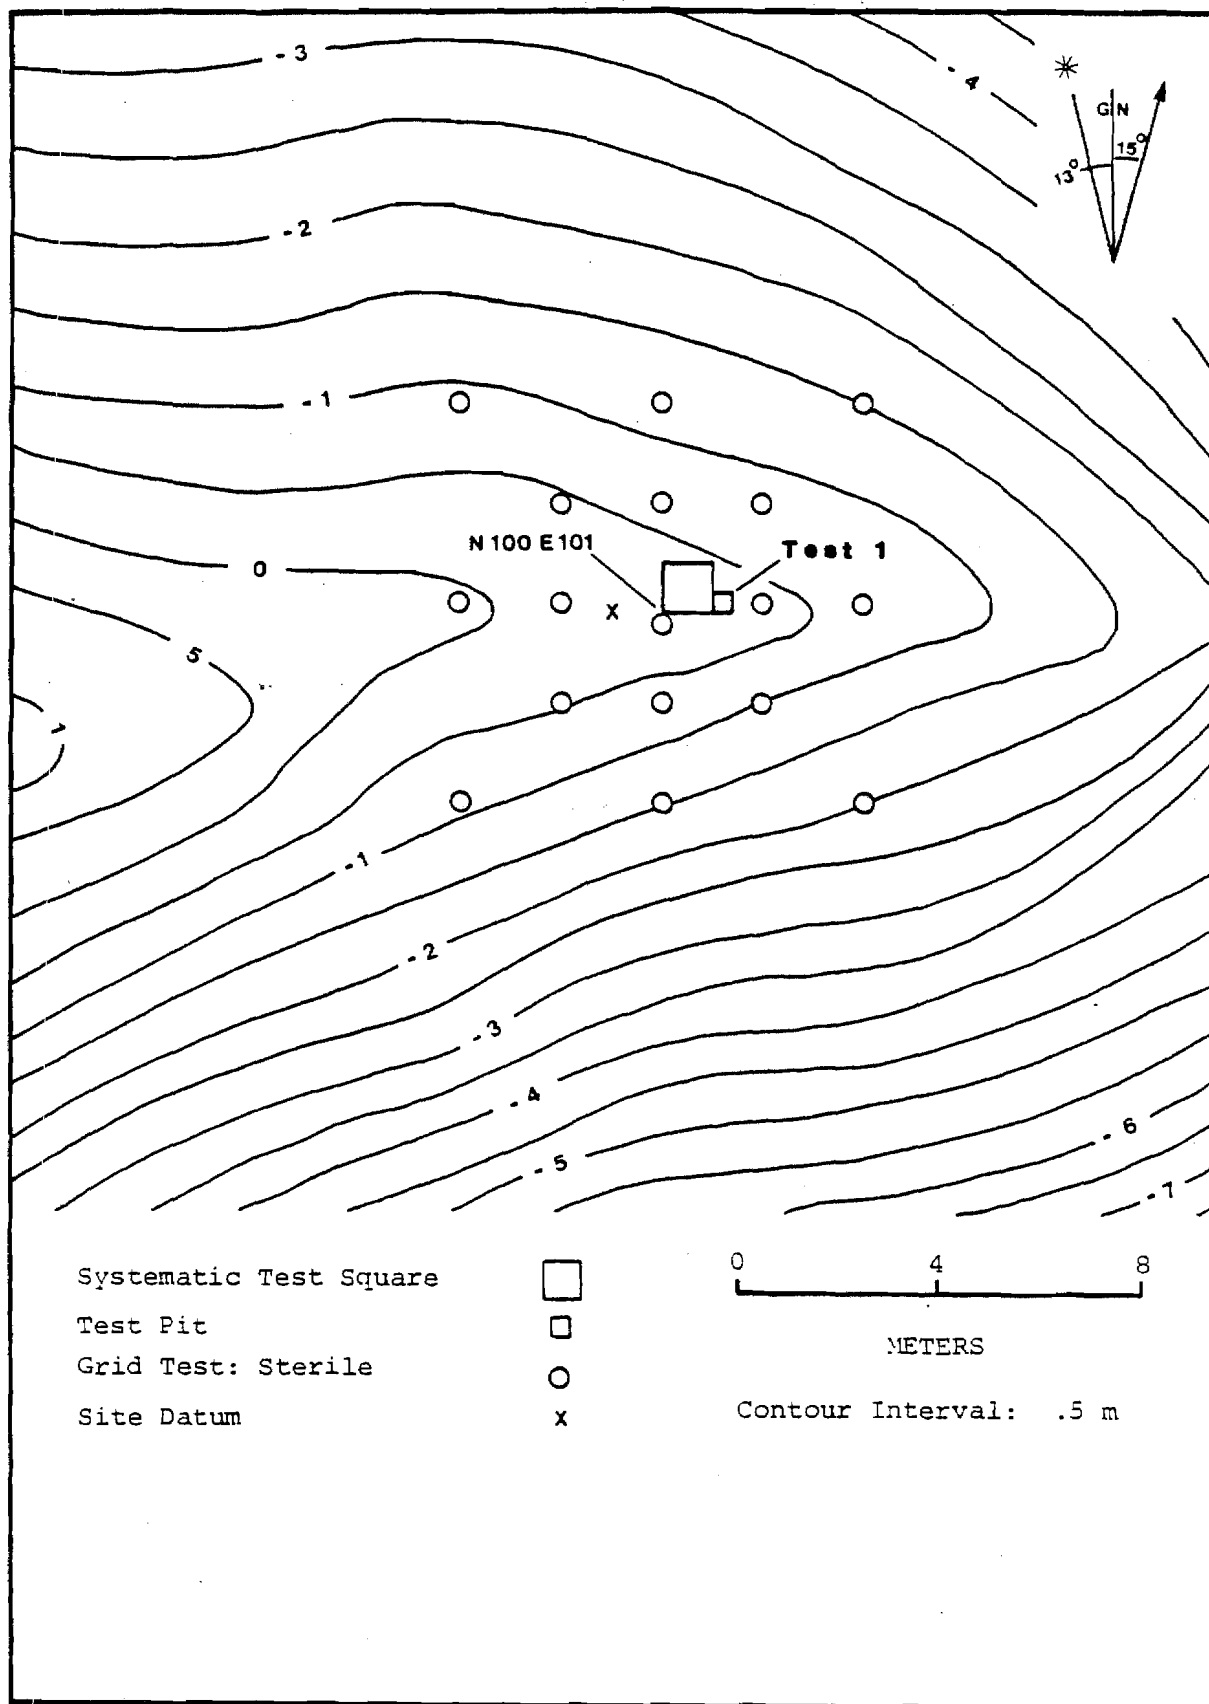 - 3
- 4
*
G N
15°
13°
- 2
- 1
N 100 E 101
Test 1
0
X
5
1
- 1
- 2
- 3
- 4
- 5
- 6
- 7
Systematic Test Square
Test Pit
Grid Test: Sterile
Site Datum x
0 4 8
METERS
Contour Interval: .5 m